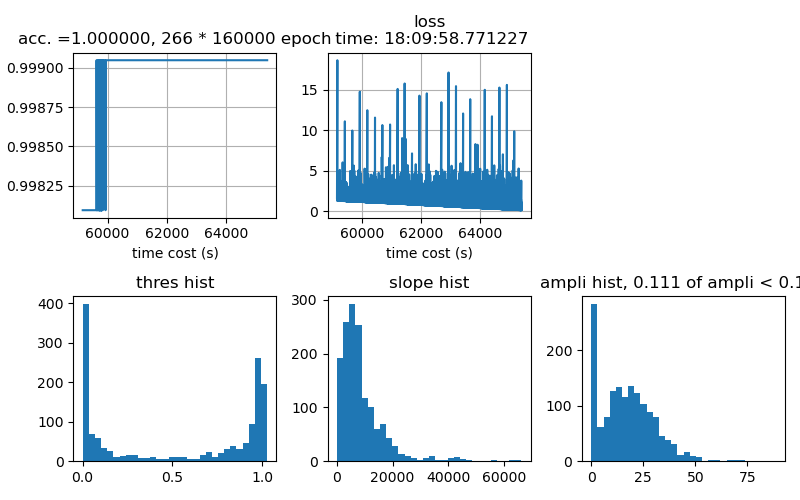 acc. =1.000000, 266 * 160000 epoch
loss
time: 18:09:58.771227
0.99900
0.99875
0.99850
0.99825
60000 62000 64000
time cost (s)
15
10
5
0
60000 62000 64000
time cost (s)
thres hist
400
300
200
100
0
0.0 0.5 1.0
slope hist
300
200
100
0
0 20000 40000 60000
ampli hist, 0.111 of ampli < 0.1
200
100
0
0 25 50 75